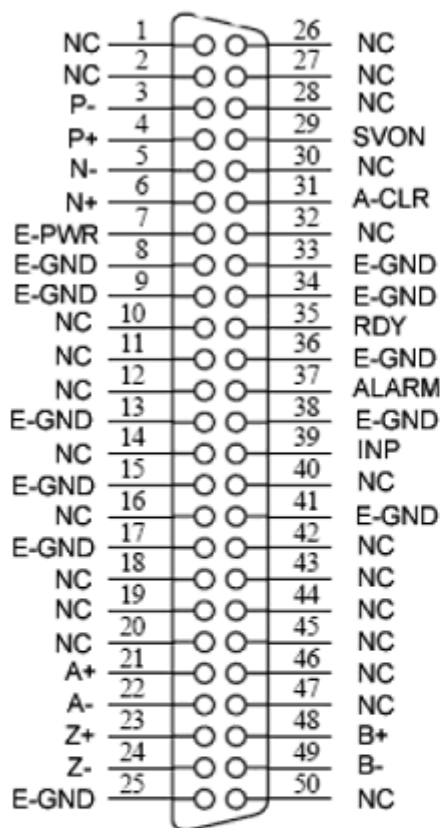 NC 1 26 NC
NC 2 27 NC
P- 3 28 NC
P+ 4 29 SVON
N- 5 30 NC
N+ 6 31 A-CLR
E-PWR 7 32 NC
E-GND 8 33 E-GND
E-GND 9 34 E-GND
NC 10 35 RDY
NC 11 36 E-GND
NC 12 37 ALARM
E-GND 13 38 E-GND
NC 14 39 INP
E-GND 15 40 NC
NC 16 41 E-GND
E-GND 17 42 NC
NC 18 43 NC
NC 19 44 NC
NC 20 45 NC
A+ 21 46 NC
A- 22 47 NC
Z+ 23 48 B+
Z- 24 49 B-
E-GND 25 50 NC